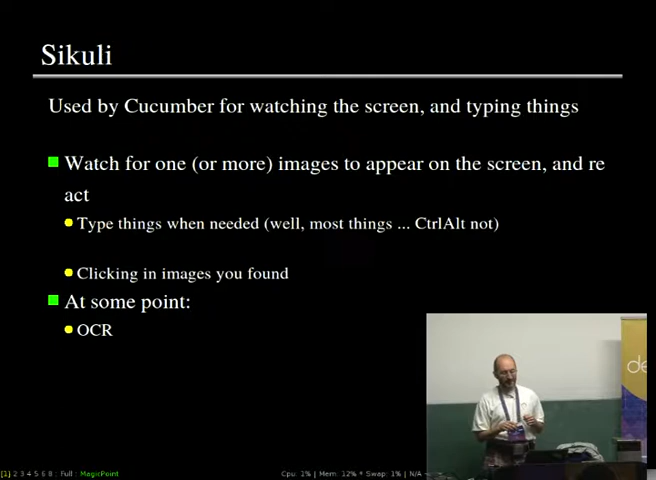 Sikuli
Used by Cucumber for watching the screen, and typing things
Watch for one (or more) images to appear on the screen, and re
act
Type things when needed (well, most things ... CtrlAlt not)
Clicking in images you found
At some point:
OCR
de
[1] 2 3 4 5 6 8 : Full : MagicPoint
Cpu: 2% | Mem: 12% * Swap: 1% | N/A